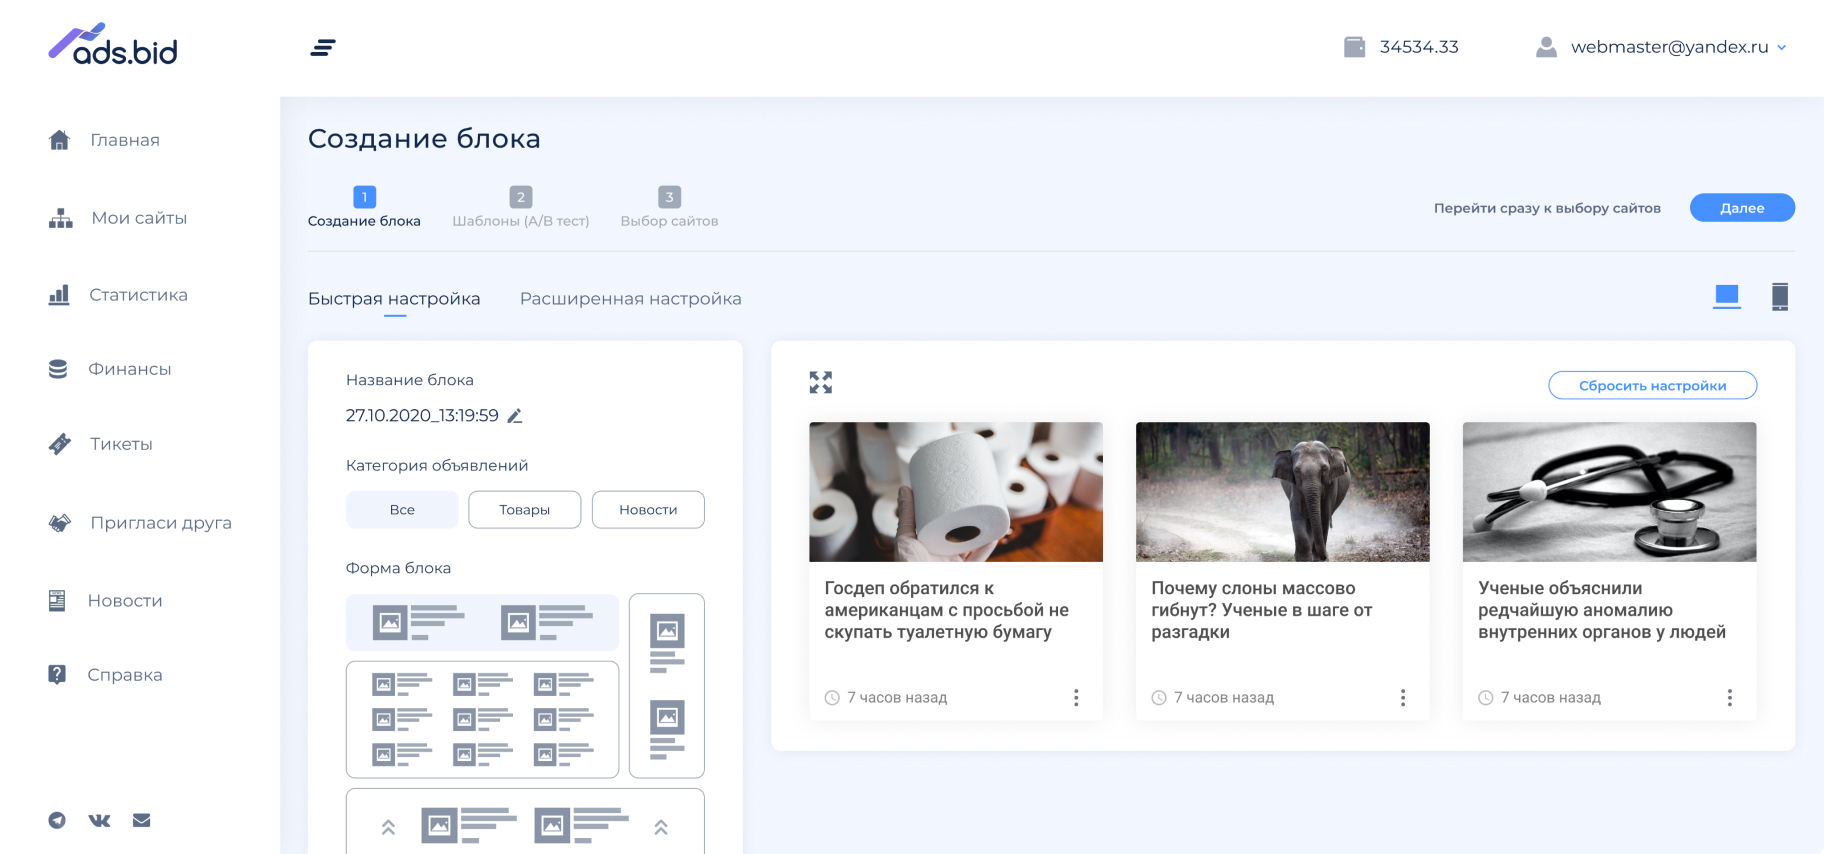 ads.bid
34534.33
webmaster@yandex.ru
Главная
Мои сайты
Статистика
Финансы
Тикеты
Пригласи друга
Новости
Справка
Создание блока
1
Создание блока
2
Шаблоны (A/B тест)
3
Выбор сайтов
Перейти сразу к выбору сайтов
Далее
Быстрая настройка
Расширенная настройка
Название блока
27.10.2020_13:19:59
Категория объявлений
Все
Товары
Новости
Форма блока
Сбросить настройки
Госдеп обратился к
американцам с просьбой не
скупать туалетную бумагу
7 часов назад
Почему слоны массово
гибнут? Ученые в шаге от
разгадки
7 часов назад
Ученые объяснили
редчайшую аномалию
внутренних органов у людей
7 часов назад